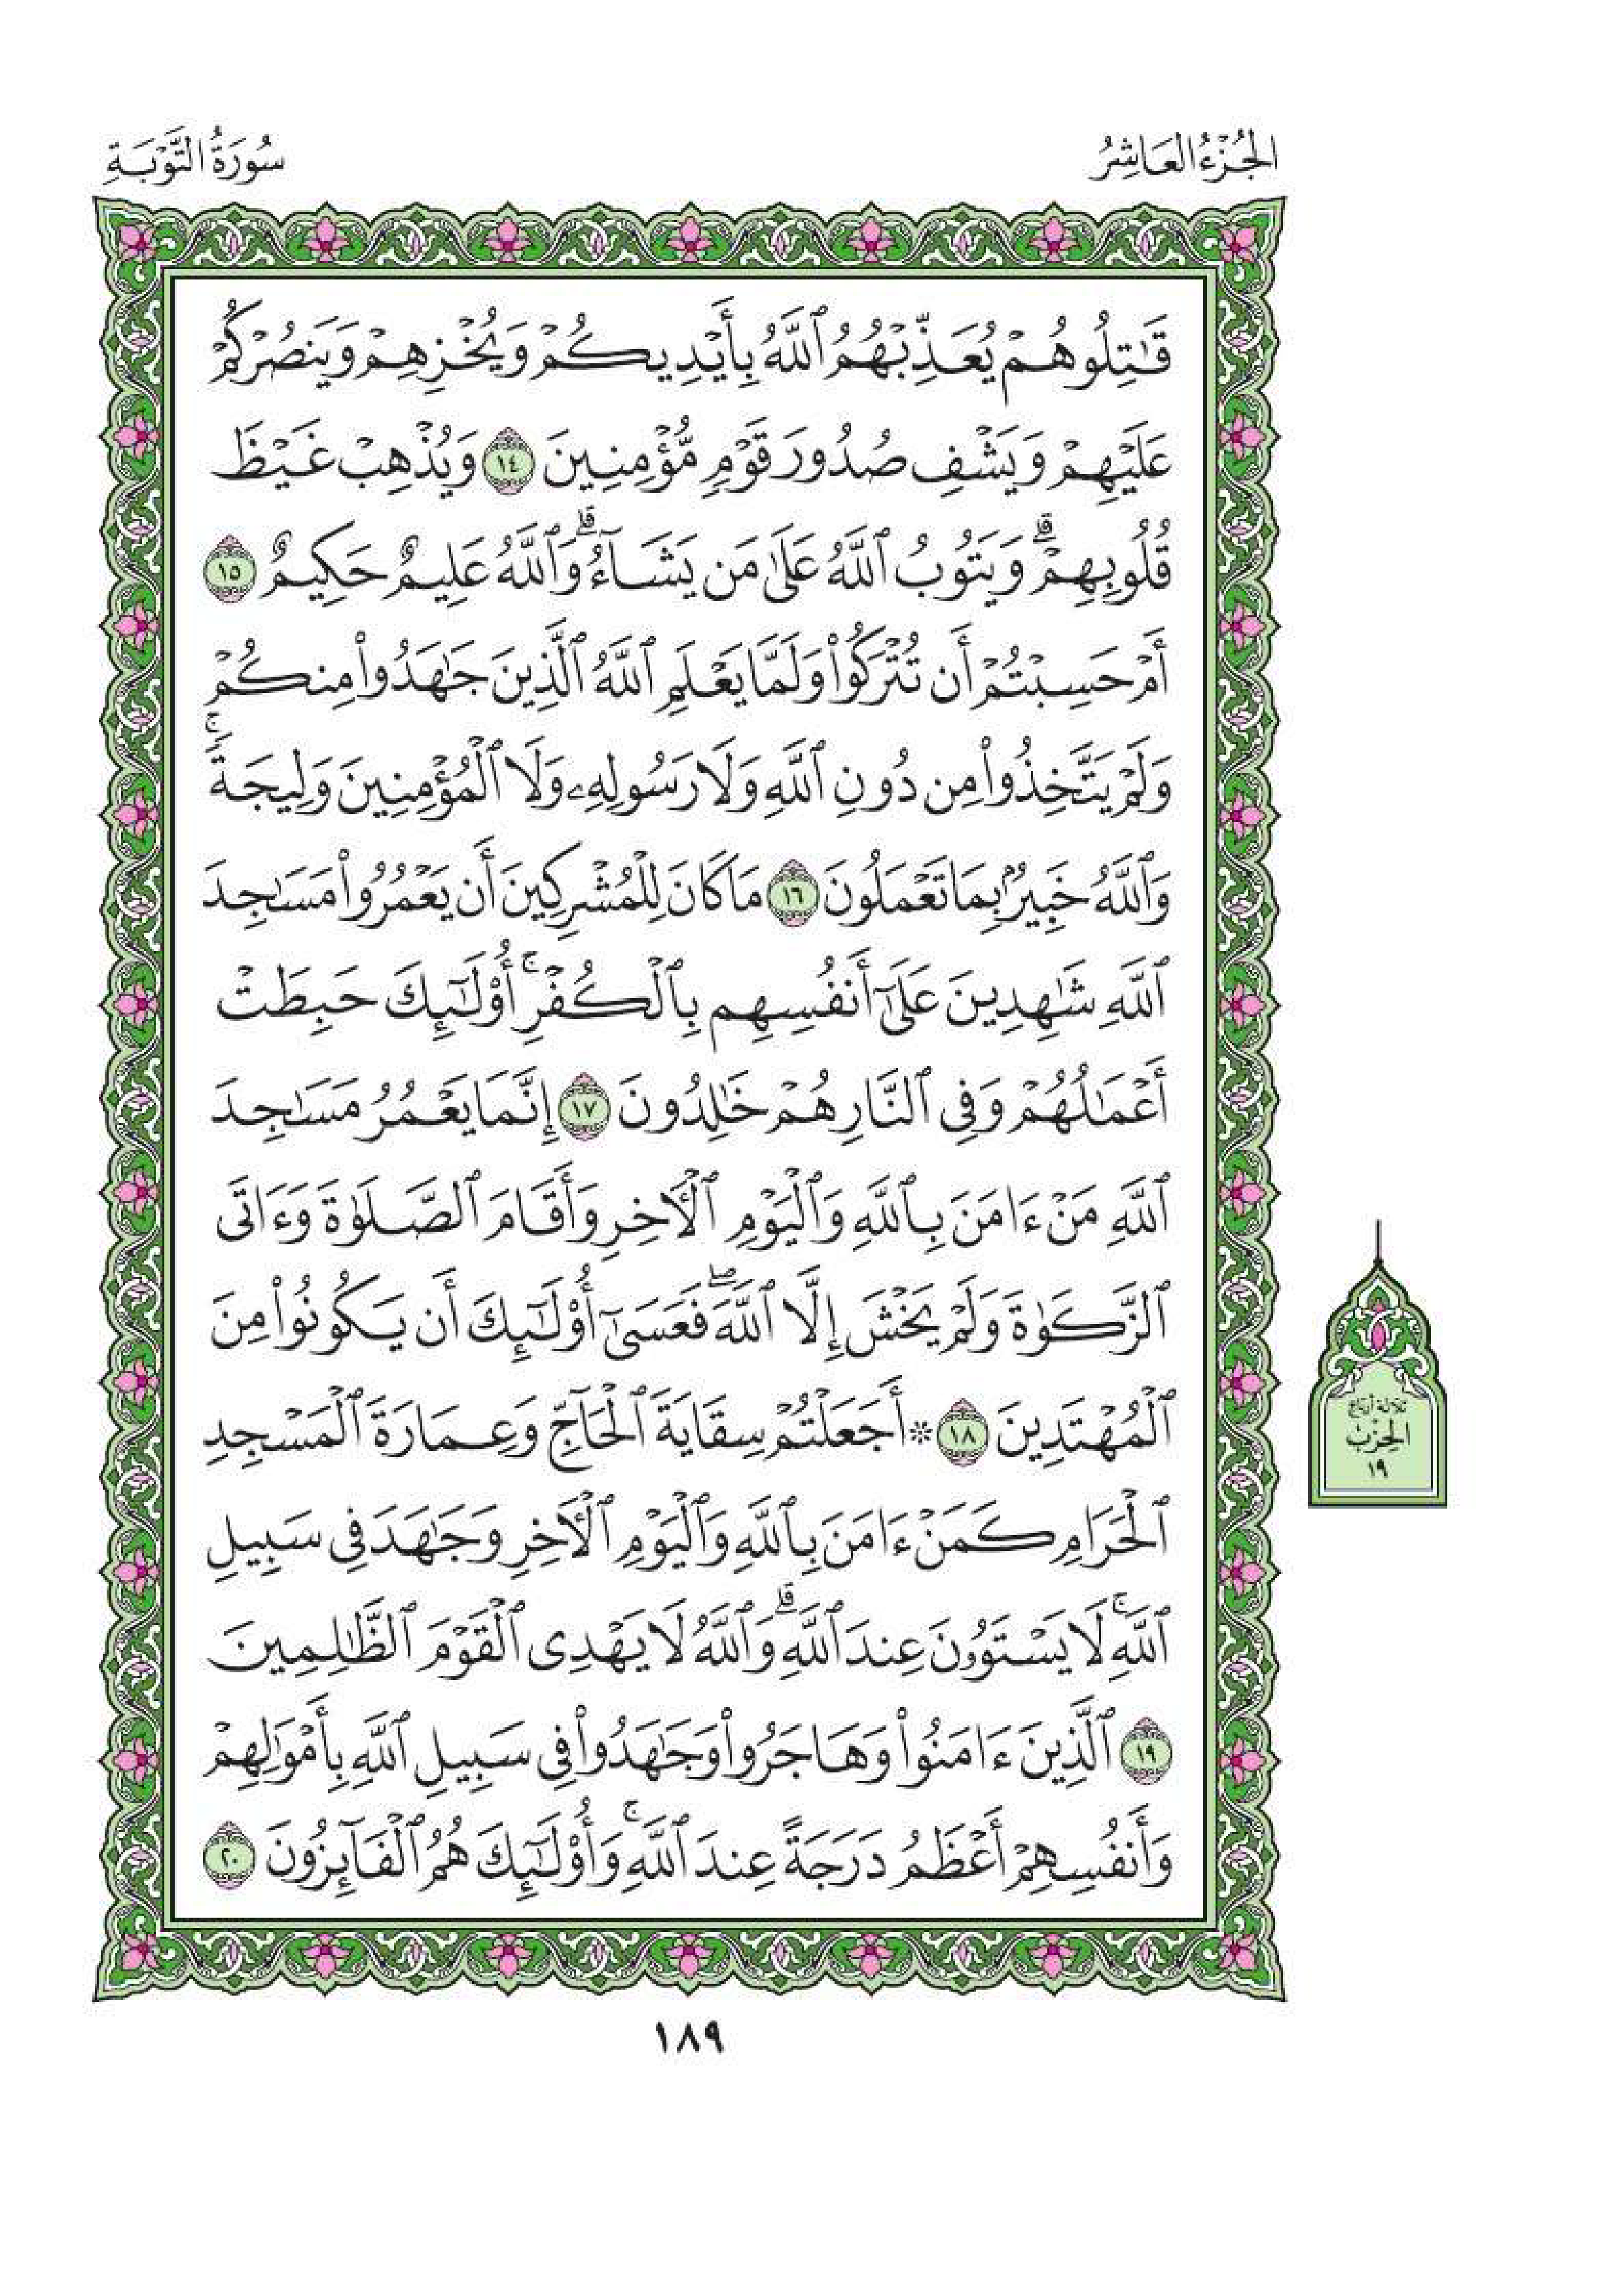 الجُزْءُ العَاشِرُ
سُورَةُ التَّوْبَةِ
قَٰتِلُوهُمْ يُعَذِّبْهُمُ ٱللَّهُ بِأَيْدِيكُمْ وَيُخْزِهِمْ وَيَنصُرْكُمْ
عَلَيْهِمْ وَيَشْفِ صُدُورَ قَوْمٍ مُّؤْمِنِينَ ١٤ وَيُذْهِبْ غَيْظَ
قُلُوبِهِمْۗ وَيَتُوبُ ٱللَّهُ عَلَىٰ مَن يَشَآءُۗ وَٱللَّهُ عَلِيمٌ حَكِيمٌ ١٥
أَمْ حَسِبْتُمْ أَن تُتْرَكُوا۟ وَلَمَّا يَعْلَمِ ٱللَّهُ ٱلَّذِينَ جَٰهَدُوا۟ مِنكُمْ
وَلَمْ يَتَّخِذُوا۟ مِن دُونِ ٱللَّهِ وَلَا رَسُولِهِۦ وَلَا ٱلْمُؤْمِنِينَ وَلِيجَةًۚ
وَٱللَّهُ خَبِيرٌۢ بِمَا تَعْمَلُونَ ١٦ مَا كَانَ لِلْمُشْرِكِينَ أَن يَعْمُرُوا۟ مَسَٰجِدَ
ٱللَّهِ شَٰهِدِينَ عَلَىٰٓ أَنفُسِهِم بِٱلْكُفْرِۚ أُو۟لَٰٓئِكَ حَبِطَتْ
أَعْمَٰلُهُمْ وَفِى ٱلنَّارِ هُمْ خَٰلِدُونَ ١٧ إِنَّمَا يَعْمُرُ مَسَٰجِدَ
ٱللَّهِ مَنْ ءَامَنَ بِٱللَّهِ وَٱلْيَوْمِ ٱلْءَاخِرِ وَأَقَامَ ٱلصَّلَوٰةَ وَءَاتَى
ٱلزَّكَوٰةَ وَلَمْ يَخْشَ إِلَّا ٱللَّهَۖ فَعَسَىٰٓ أُو۟لَٰٓئِكَ أَن يَكُونُوا۟ مِنَ
ٱلْمُهْتَدِينَ ١٨ ۞ أَجَعَلْتُمْ سِقَايَةَ ٱلْحَآجِّ وَعِمَارَةَ ٱلْمَسْجِدِ
ٱلْحَرَامِ كَمَنْ ءَامَنَ بِٱللَّهِ وَٱلْيَوْمِ ٱلْءَاخِرِ وَجَٰهَدَ فِى سَبِيلِ
ٱللَّهِۚ لَا يَسْتَوُۥنَ عِندَ ٱللَّهِۗ وَٱللَّهُ لَا يَهْدِى ٱلْقَوْمَ ٱلظَّٰلِمِينَ
١٩ ٱلَّذِينَ ءَامَنُوا۟ وَهَاجَرُوا۟ وَجَٰهَدُوا۟ فِى سَبِيلِ ٱللَّهِ بِأَمْوَٰلِهِمْ
وَأَنفُسِهِمْ أَعْظَمُ دَرَجَةً عِندَ ٱللَّهِۚ وَأُو۟لَٰٓئِكَ هُمُ ٱلْفَآئِزُونَ ٢٠
ثلاثة أرباع
الحِزْب
١٩
١٨٩